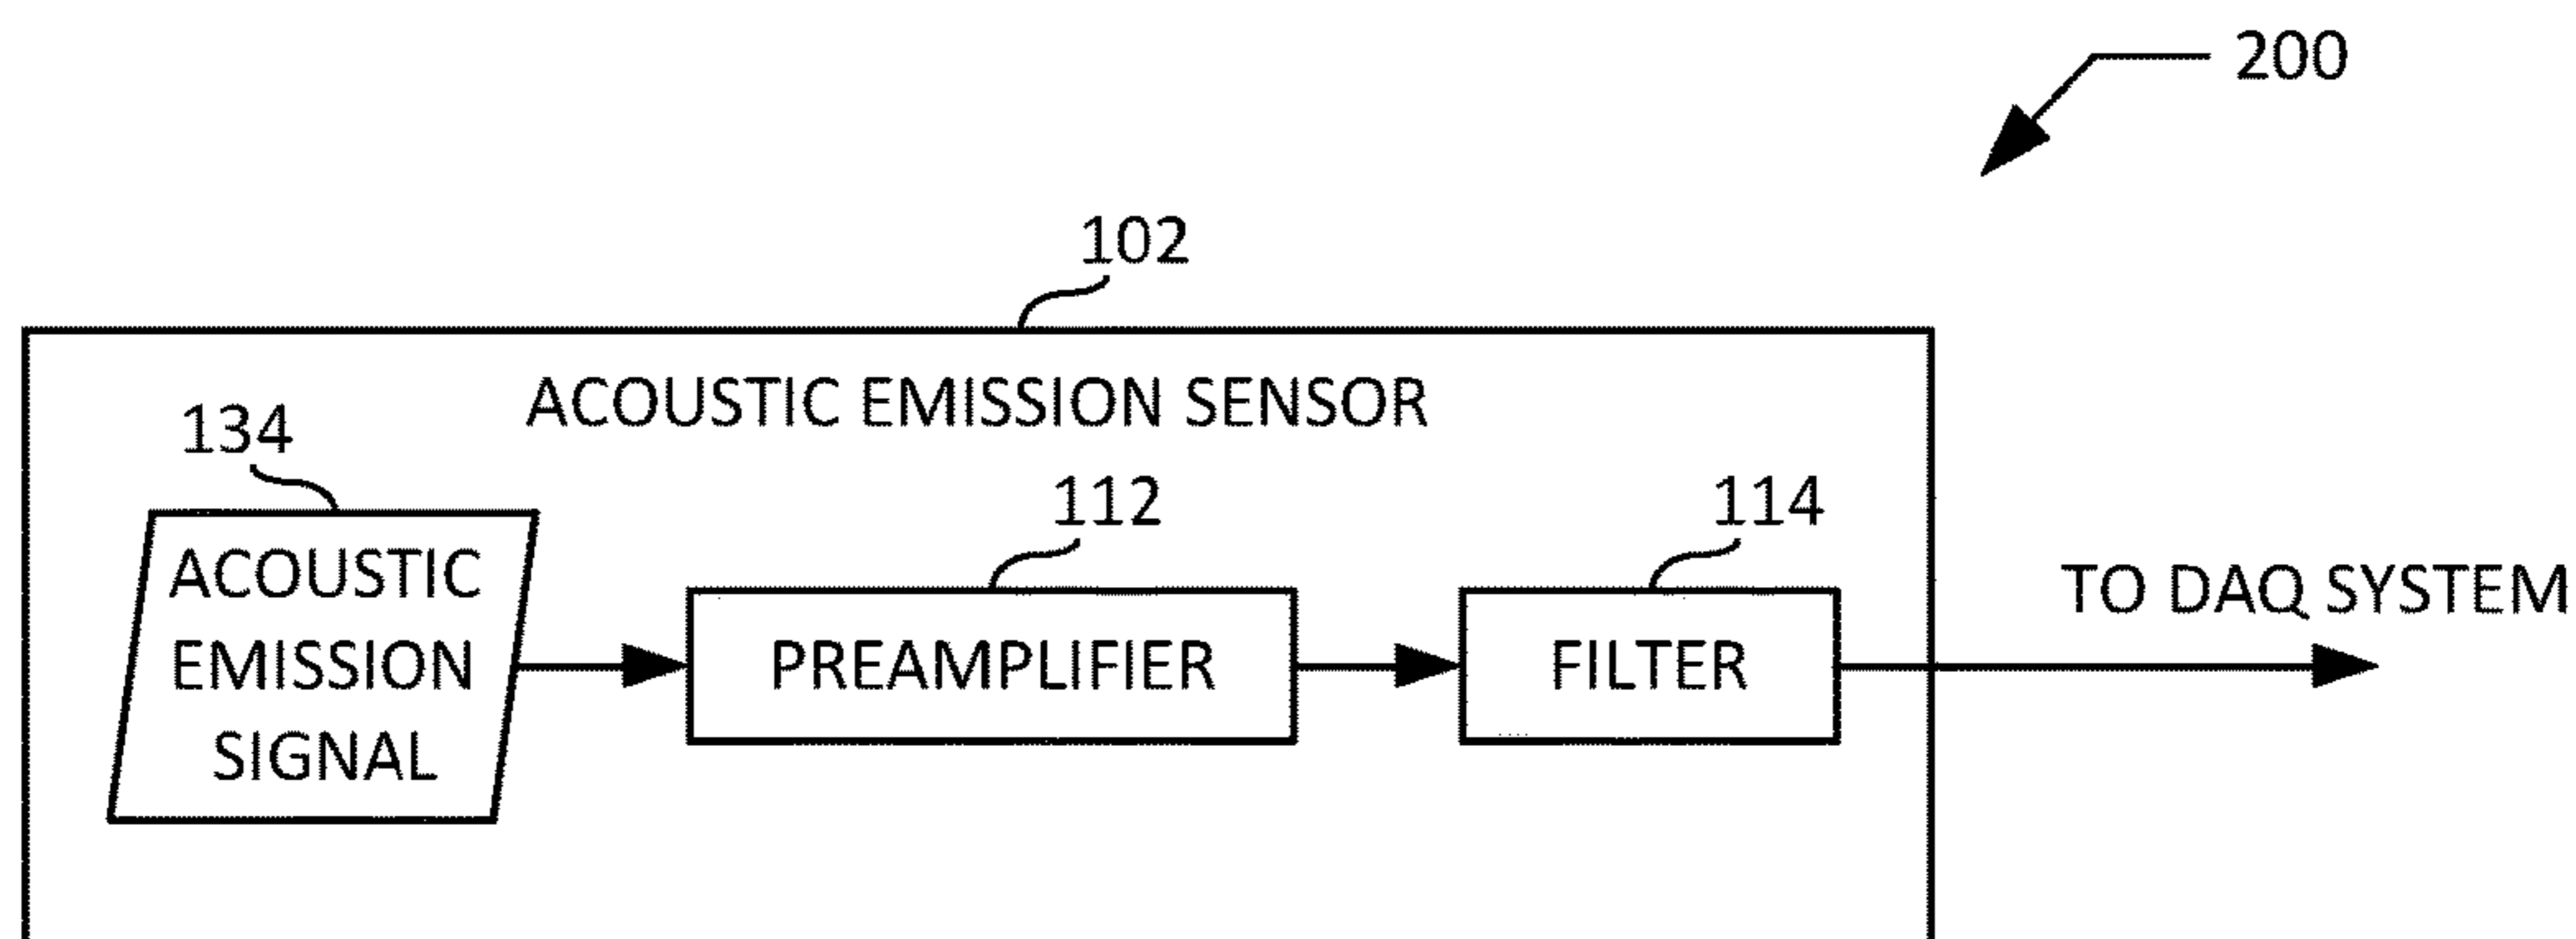 200
102
ACOUSTIC EMISSION SENSOR
134
112
114
ACOUSTIC
EMISSION
SIGNAL
PREAMPLIFIER
FILTER
TO DAQ SYSTEM